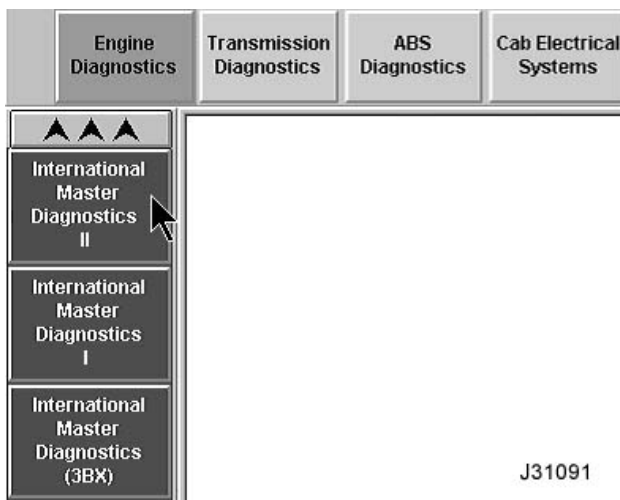 Engine
Diagnostics
Transmission
Diagnostics
ABS
Diagnostics
Cab Electrical
Systems
International
Master
Diagnostics
II
International
Master
Diagnostics
I
International
Master
Diagnostics
(3BX)
J31091